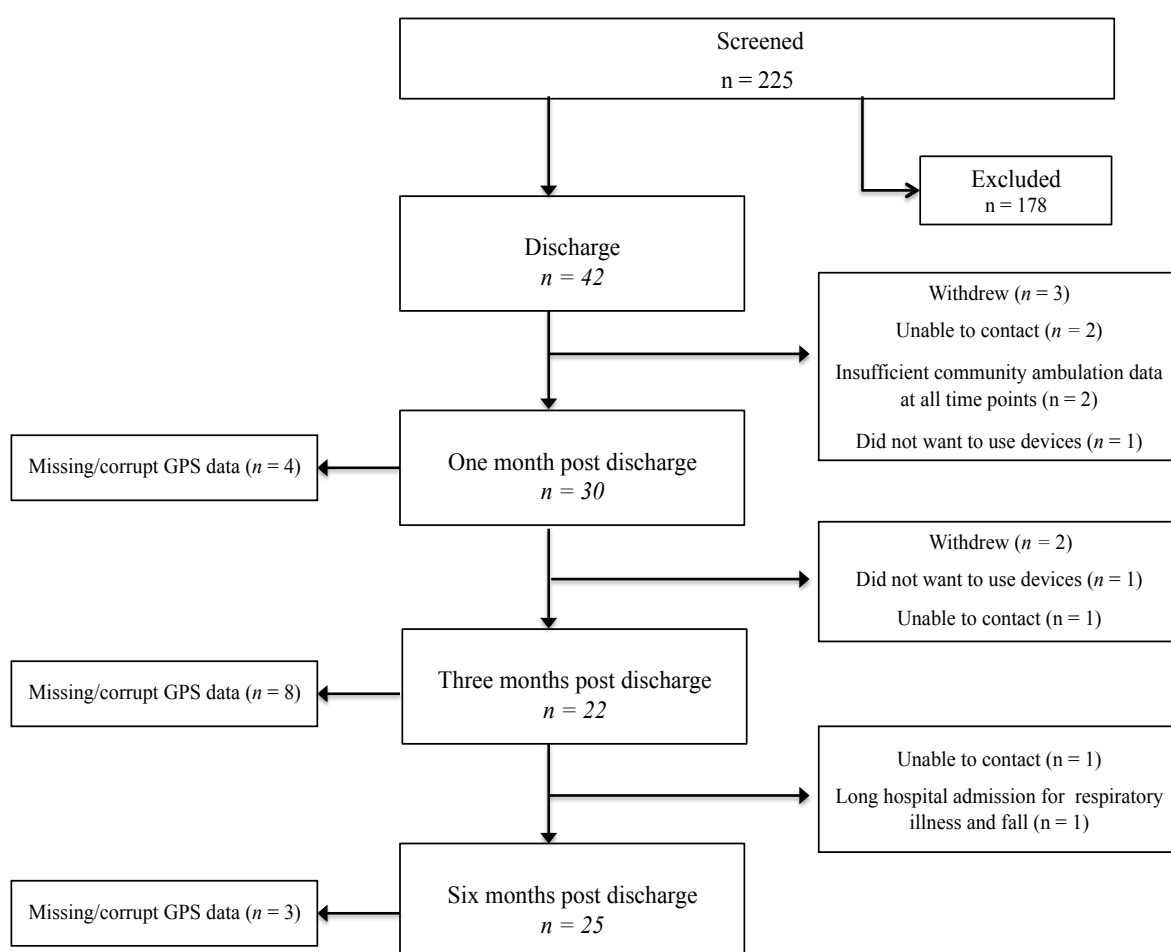 Screened
n = 225
Excluded
n = 178
Discharge
n = 42
Withdrew (n = 3)
Unable to contact (n = 2)
Insufficient community ambulation data
at all time points (n = 2)
Did not want to use devices (n = 1)
One month post discharge
n = 30
Missing/corrupt GPS data (n = 4)
Withdrew (n = 2)
Did not want to use devices (n = 1)
Unable to contact (n = 1)
Three months post discharge
n = 22
Missing/corrupt GPS data (n = 8)
Unable to contact (n = 1)
Long hospital admission for respiratory
illness and fall (n = 1)
Six months post discharge
n = 25
Missing/corrupt GPS data (n = 3)